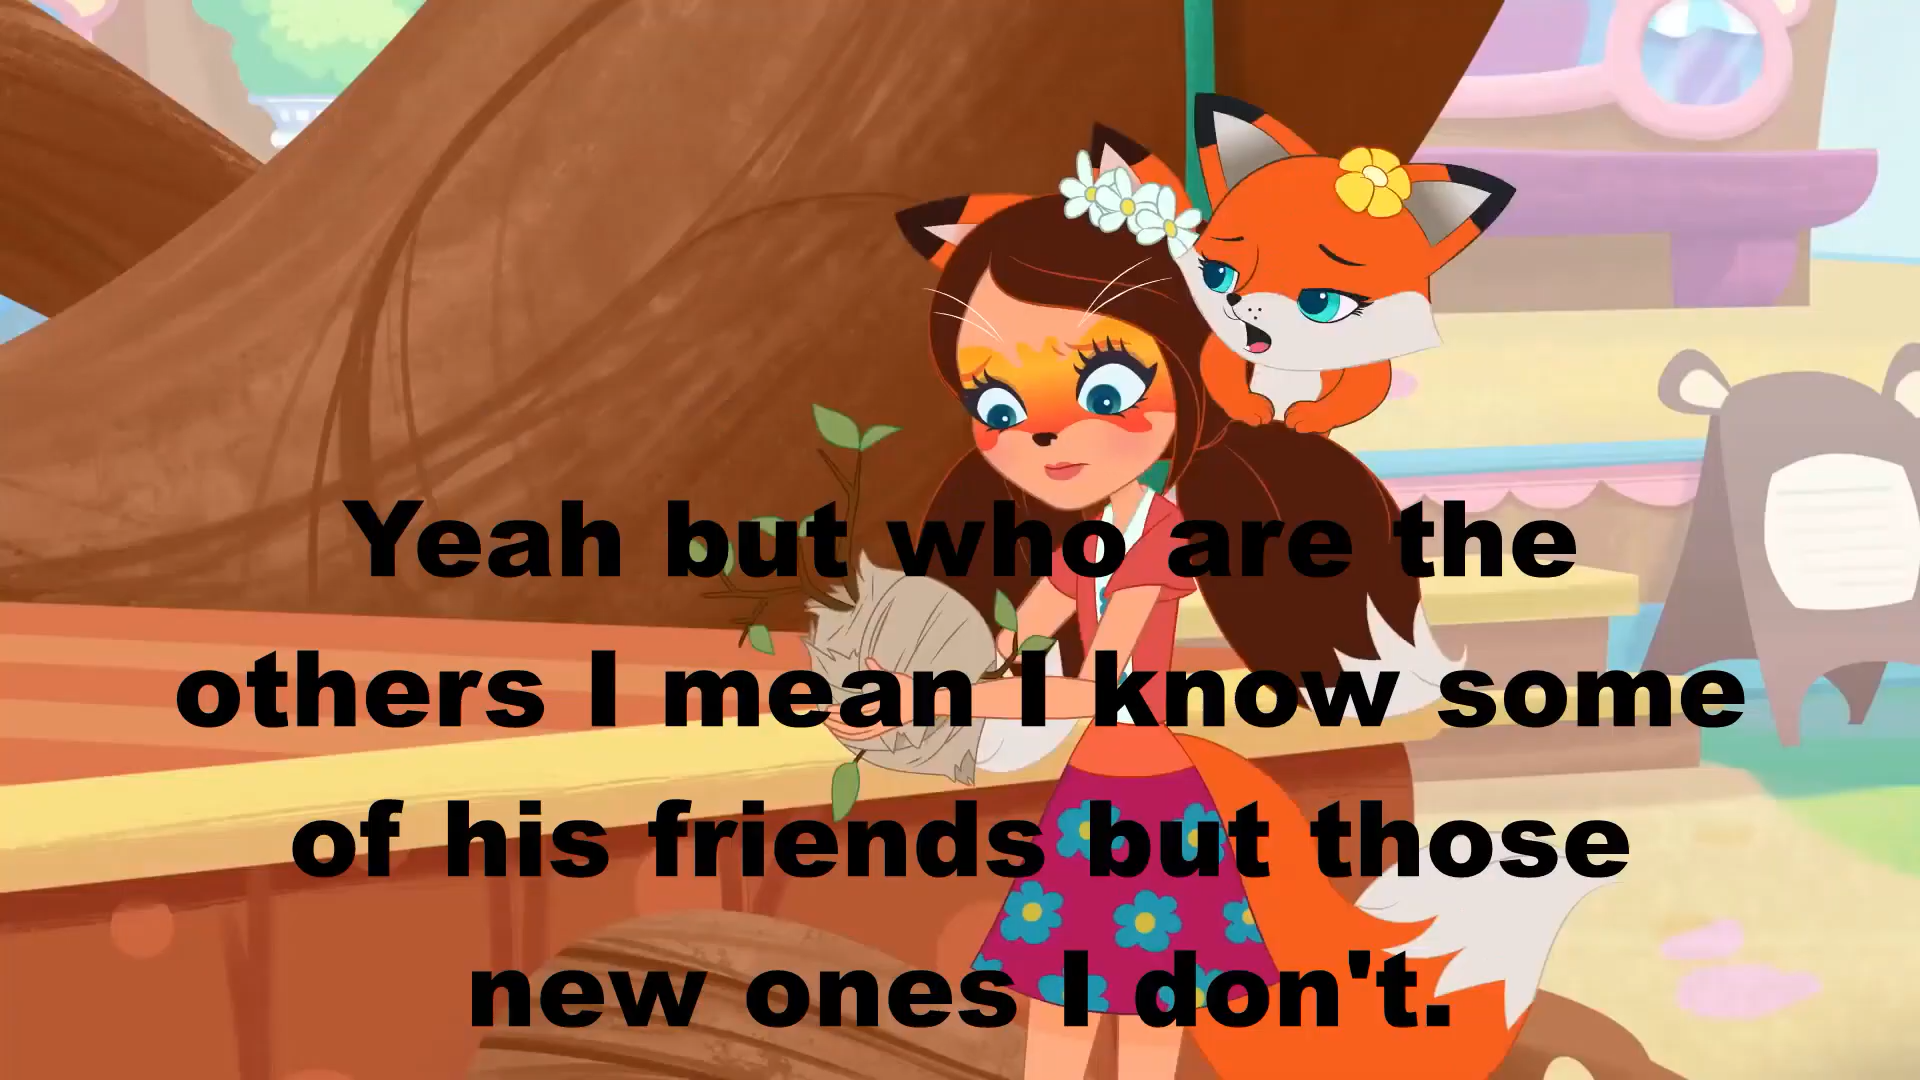 Yeah but who are the
others I mean I know some
of his friends but those
new ones I don't.